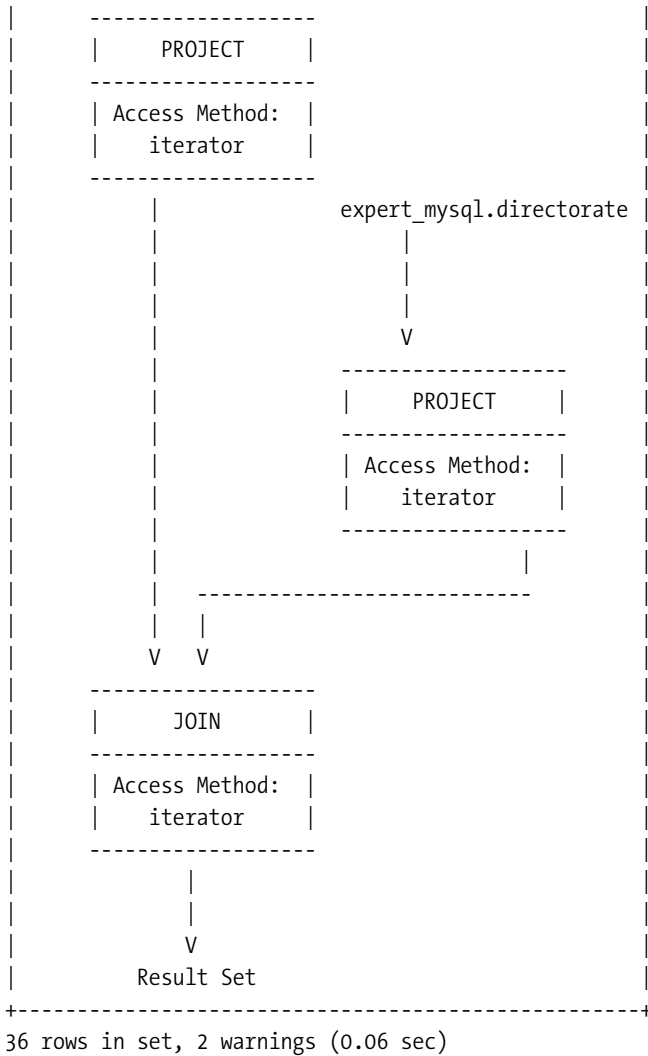 |      -------------------                           |
|      |     PROJECT     |                           |
|      -------------------                           |
|      | Access Method:  |                           |
|      |    iterator     |                           |
|      -------------------                           |
|           |               expert_mysql.directorate |
|           |                    |                   |
|           |                    |                   |
|           |                    |                   |
|           |                    V                   |
|           |               -------------------      |
|           |               |     PROJECT     |      |
|           |               -------------------      |
|           |               | Access Method:  |      |
|           |               |    iterator     |      |
|           |               -------------------      |
|           |                              |         |
|           |   ----------------------------         |
|           |   |                                    |
|           V   V                                    |
|      -------------------                           |
|      |      JOIN       |                           |
|      -------------------                           |
|      | Access Method:  |                           |
|      |    iterator     |                           |
|      -------------------                           |
|              |                                     |
|              |                                     |
|              V                                     |
|          Result Set                                |
+----------------------------------------------------+
36 rows in set, 2 warnings (0.06 sec)